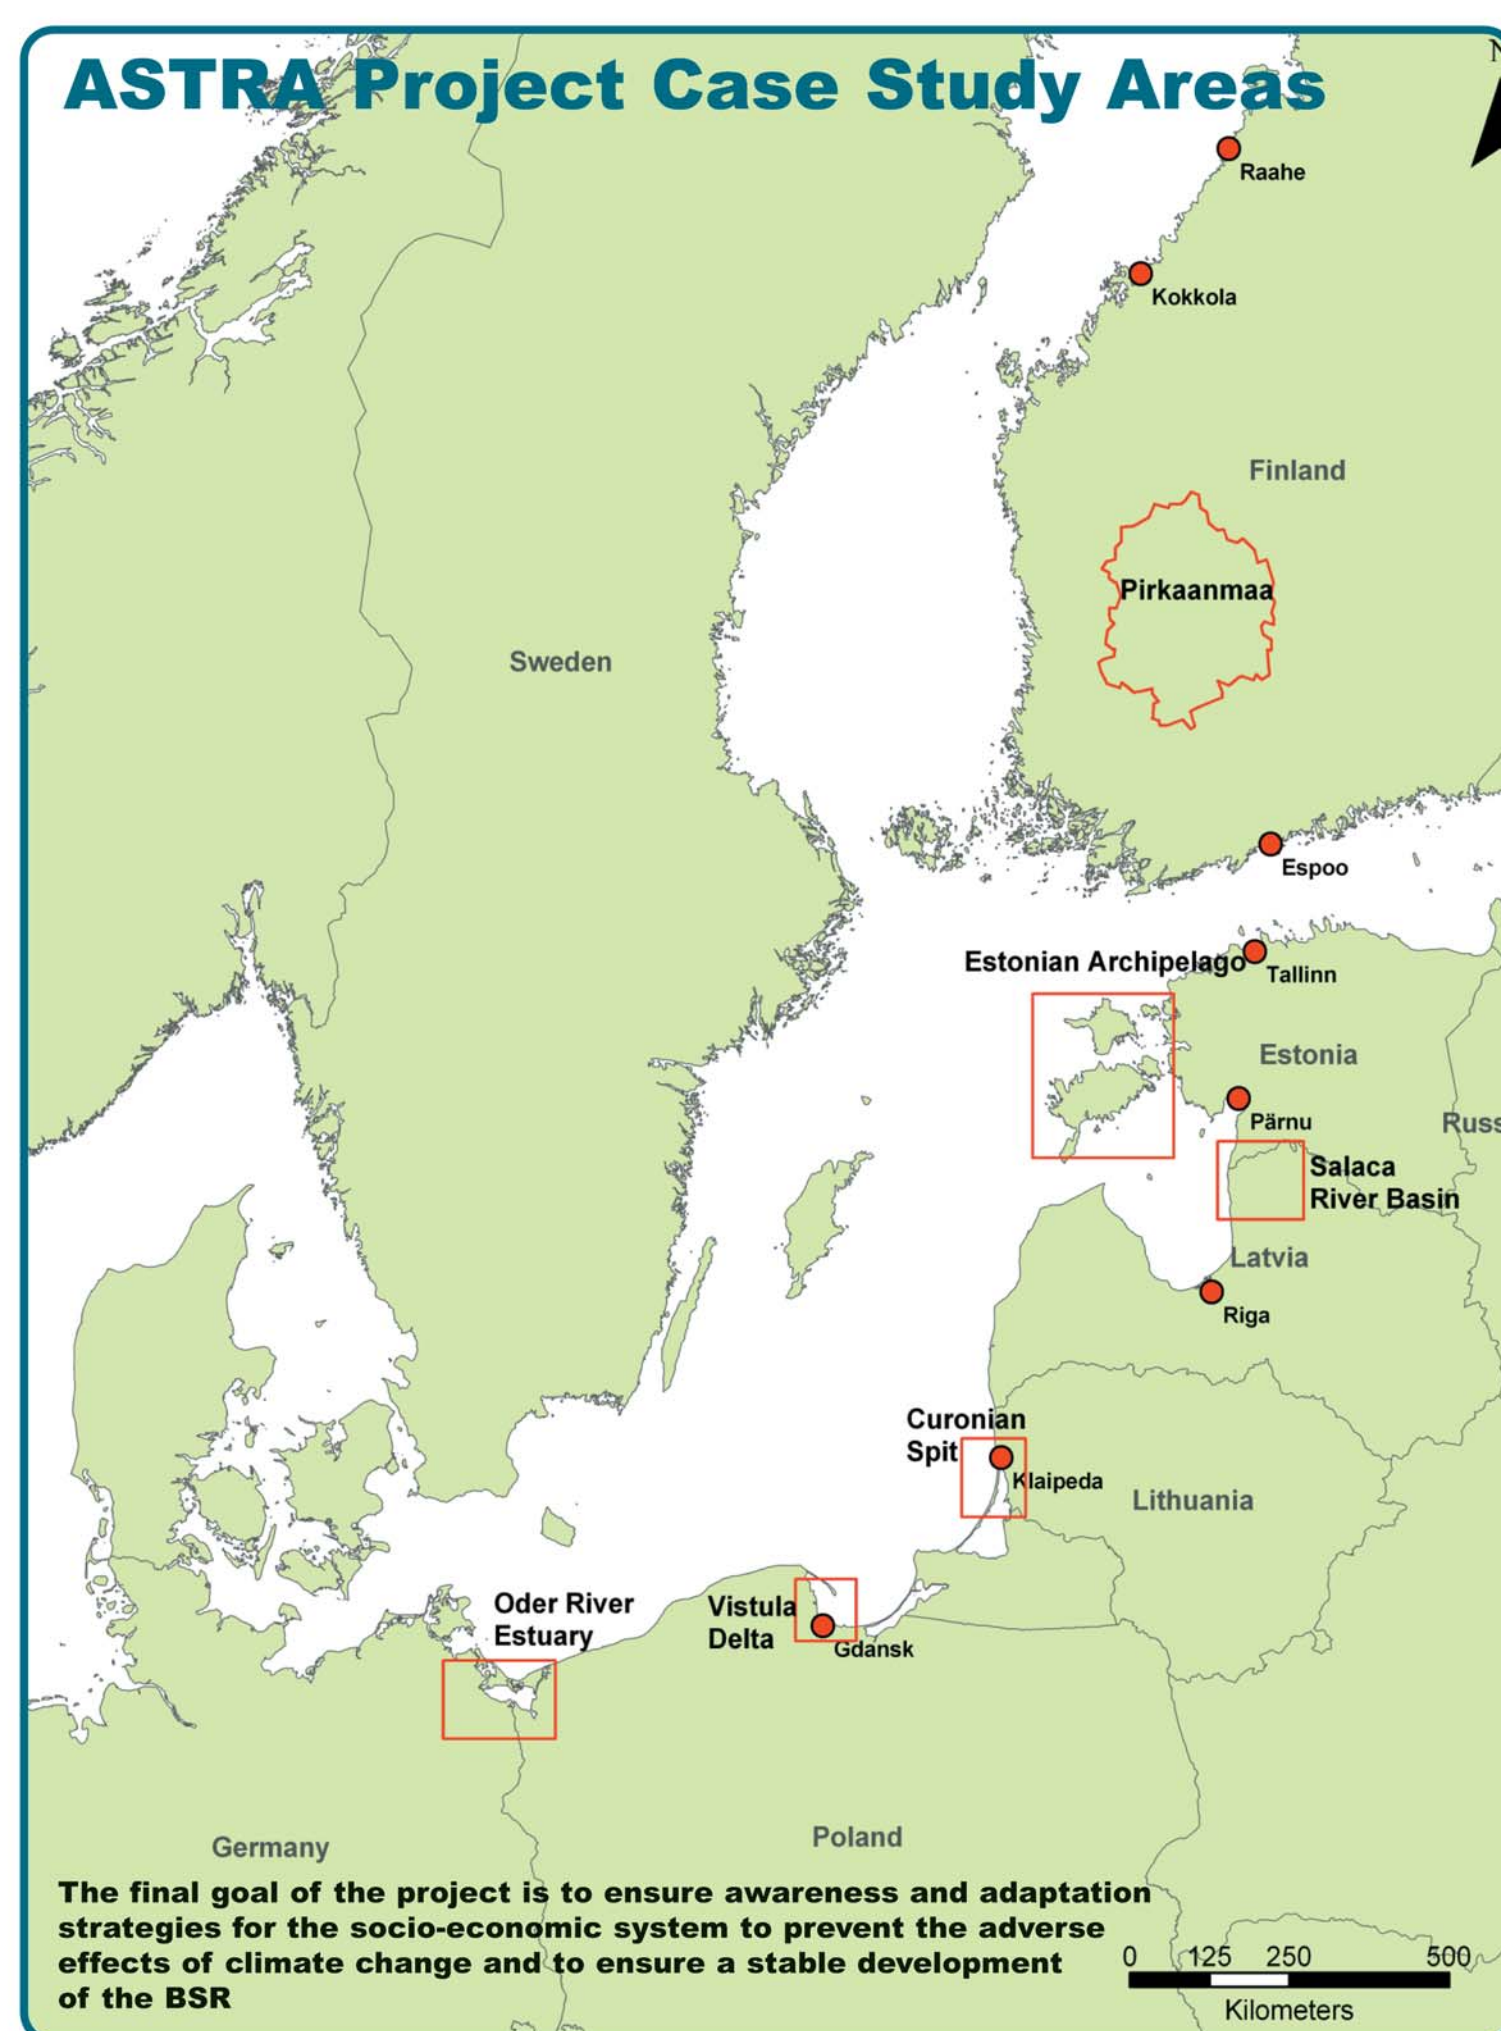 ASTRA Project Case Study Areas
N
Raahe
Kokkola
Finland
Pirkaanmaa
Sweden
Espoo
Estonian Archipelago
Tallinn
Estonia
Pärnu
Russ
Salaca
River Basin
Latvia
Riga
Curonian
Spit
Klaipeda
Lithuania
Oder River
Estuary
Vistula
Delta
Gdansk
Poland
Germany
The final goal of the project is to ensure awareness and adaptation
strategies for the socio-economic system to prevent the adverse
effects of climate change and to ensure a stable development
of the BSR
0 125 250 500
Kilometers